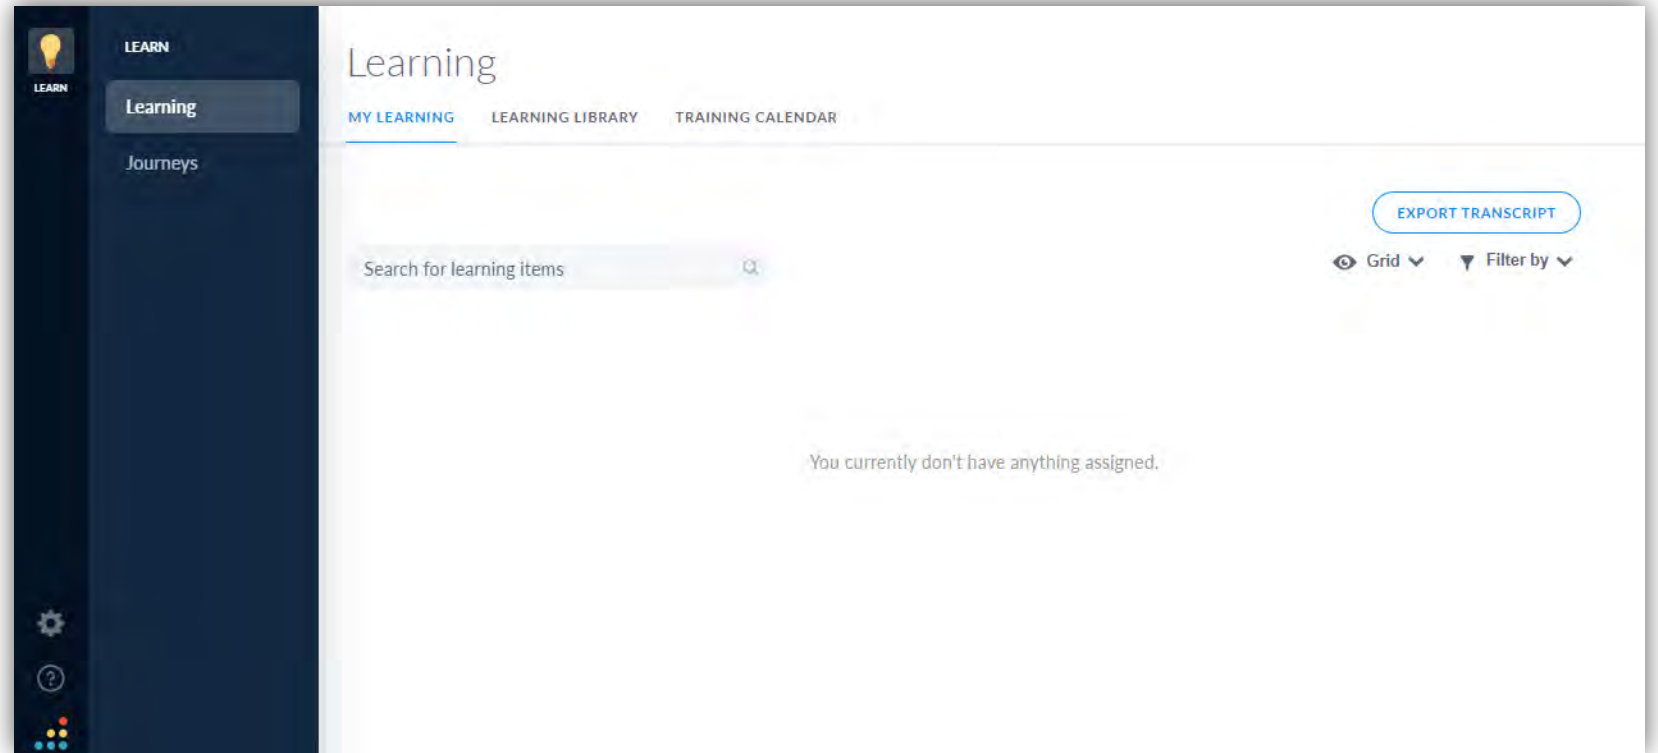 LEARN
LEARN
Learning
Journeys
Learning
MY LEARNING LEARNING LIBRARY TRAINING CALENDAR
EXPORT TRANSCRIPT
Search for learning items
Grid Filter by
You currently don't have anything assigned.
?